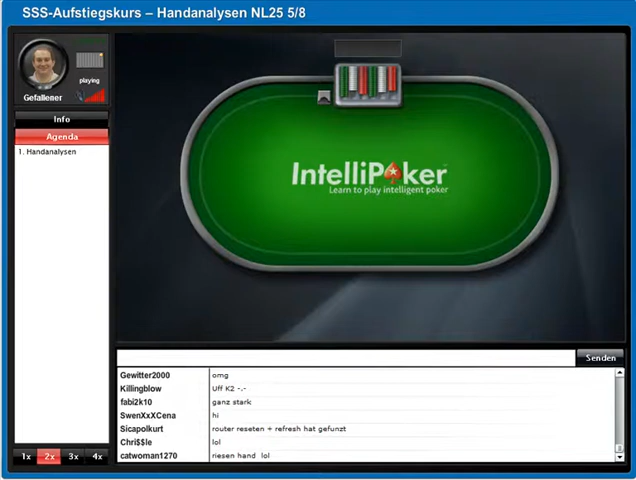 SSS-Aufstiegskurs – Handanalysen NL25 5/8
playing
Gefallener
Info
Agenda
1. Handanalysen
IntelliPoker
Learn to play intelligent poker
Senden
Gewitter2000 omg
Killingblow Uff K2 -.-
fabi2k10 ganz stark
SwenXxXCena hi
Sicapolkurt router reseten + refresh hat gefunzt
Chri$$le lol
catwoman1270 riesen hand lol
1x 2x 3x 4x